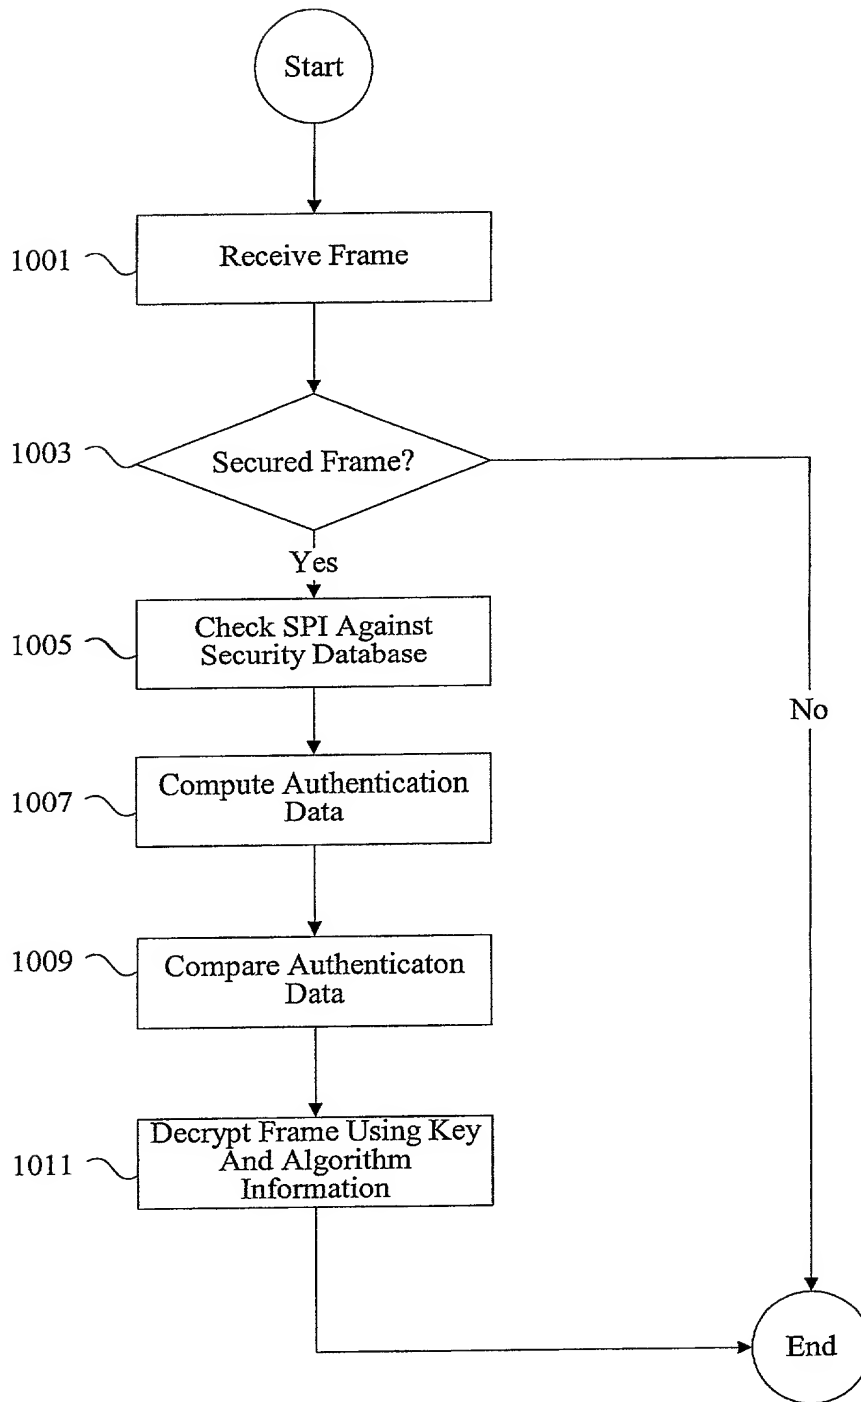 Start
1001
Receive Frame
1003
Secured Frame?
Yes
No
1005
Check SPI Against
Security Database
1007
Compute Authentication
Data
1009
Compare Authenticaton
Data
1011
Decrypt Frame Using Key
And Algorithm
Information
End